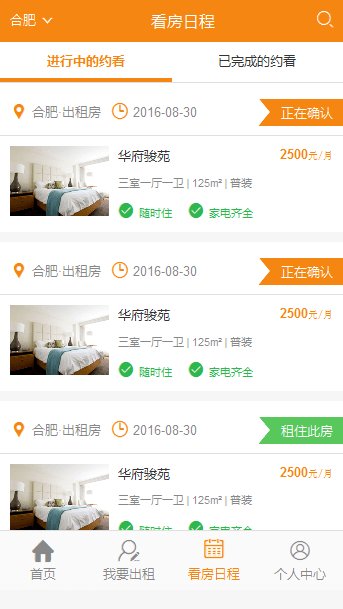 合肥 看房日程
进行中的约看 已完成的约看
合肥·出租房 2016-08-30 正在确认
华府骏苑 2500元/月
三室一厅一卫 | 125m² | 普装
随时住 家电齐全
合肥·出租房 2016-08-30 正在确认
华府骏苑 2500元/月
三室一厅一卫 | 125m² | 普装
随时住 家电齐全
合肥·出租房 2016-08-30 租住此房
华府骏苑 2500元/月
三室一厅一卫 | 125m² | 普装
随时住 家电齐全
首页 我要出租 看房日程 个人中心